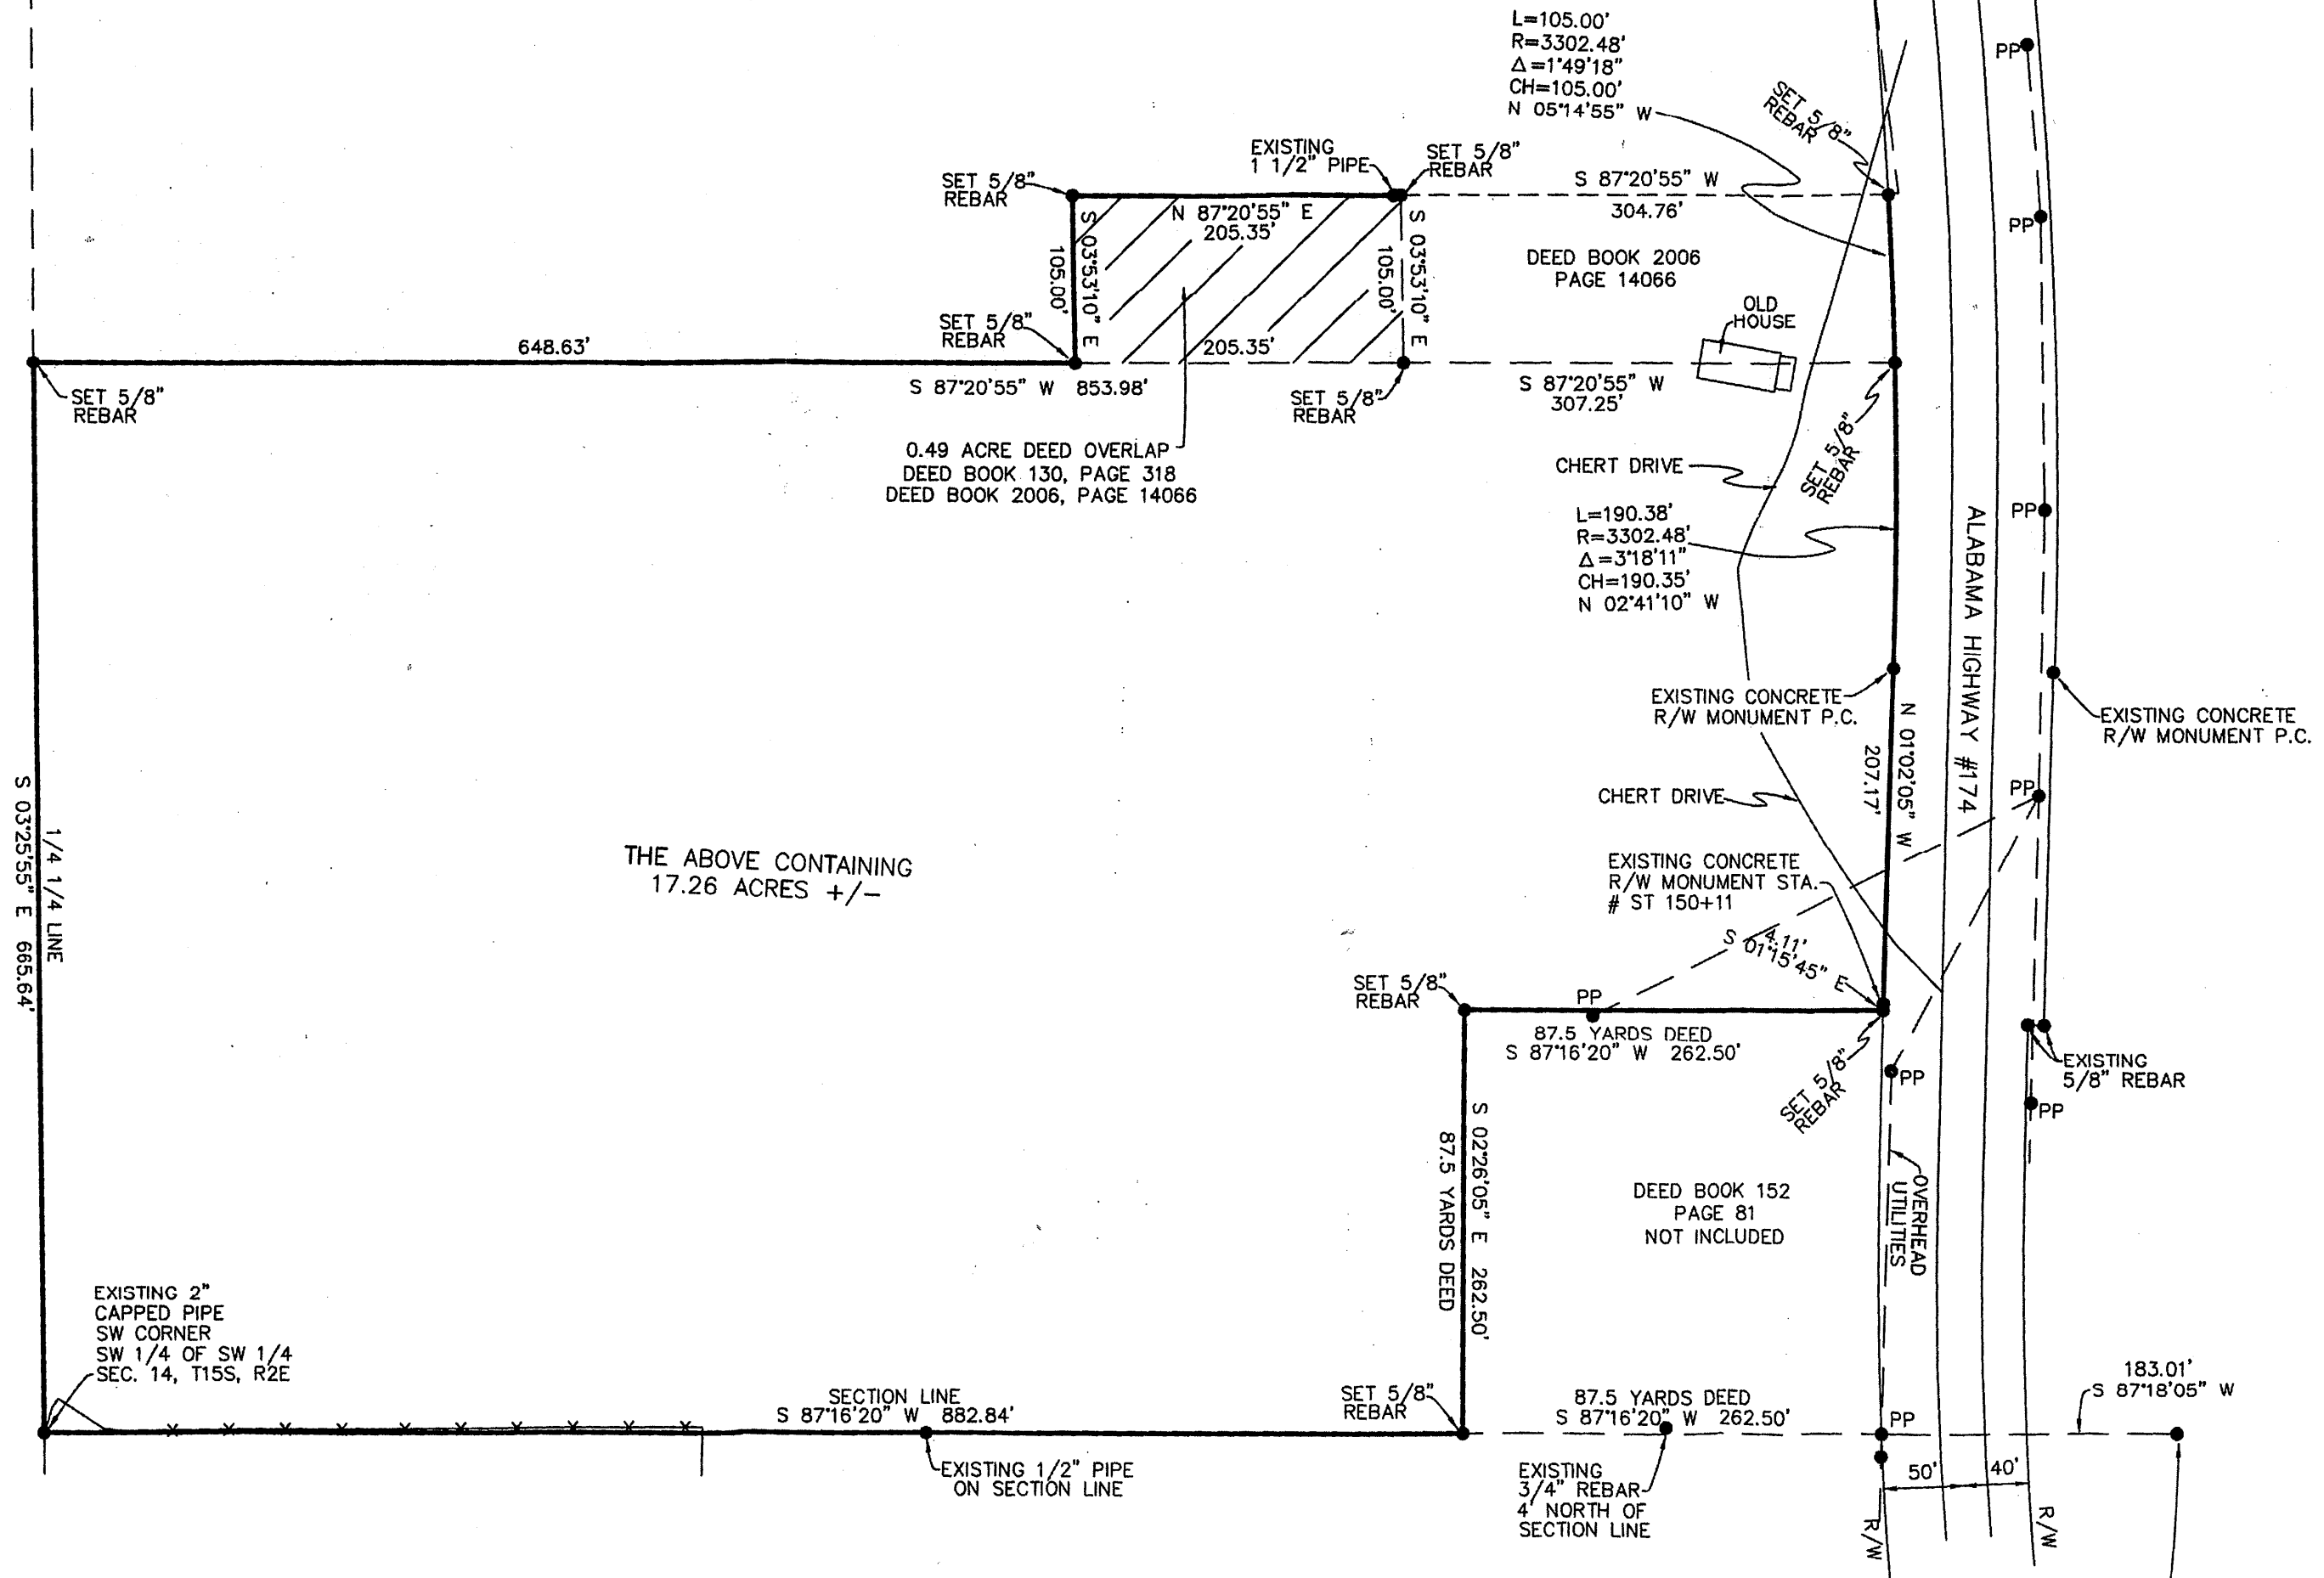 L=105.00'
R=3302.48'
Δ=1°49'18"
CH=105.00'
N 05°14'55" W
SET 5/8"
REBAR
PP
EXISTING
1 1/2" PIPE
SET 5/8"
REBAR
SET 5/8"
REBAR
S 87°20'55" W
304.76'
N 87°20'55" E
205.35'
S 03°53'10" E
105.00'
S 03°53'10" E
105.00'
PP
DEED BOOK 2006
PAGE 14066
OLD
HOUSE
SET 5/8"
REBAR
648.63'
205.35'
SET 5/8"
REBAR
S 87°20'55" W 853.98'
SET 5/8"
REBAR
S 87°20'55" W
307.25'
SET 5/8"
REBAR
0.49 ACRE DEED OVERLAP
DEED BOOK 130, PAGE 318
DEED BOOK 2006, PAGE 14066
CHERT DRIVE
L=190.38'
R=3302.48'
Δ=3°18'11"
CH=190.35'
N 02°41'10" W
PP
ALABAMA HIGHWAY #174
EXISTING CONCRETE
R/W MONUMENT P.C.
EXISTING CONCRETE
R/W MONUMENT P.C.
N 01°02'05" W
207.17'
PP
CHERT DRIVE
S 03°25'55" E 665.64'
1/4 1/4 LINE
THE ABOVE CONTAINING
17.26 ACRES +/-
EXISTING CONCRETE
R/W MONUMENT STA.
# ST 150+11
4.11'
S 01°15'45" E
SET 5/8"
REBAR
PP
87.5 YARDS DEED
S 87°16'20" W 262.50'
SET 5/8"
REBAR
PP
EXISTING
5/8" REBAR
PP
S 02°26'05" E 262.50'
87.5 YARDS DEED
DEED BOOK 152
PAGE 81
NOT INCLUDED
OVERHEAD
UTILITIES
EXISTING 2"
CAPPED PIPE
SW CORNER
SW 1/4 OF SW 1/4
SEC. 14, T15S, R2E
SECTION LINE
S 87°16'20" W 882.84'
SET 5/8"
REBAR
87.5 YARDS DEED
S 87°16'20" W 262.50'
PP
183.01'
S 87°18'05" W
EXISTING 1/2" PIPE
ON SECTION LINE
EXISTING
3/4" REBAR
4' NORTH OF
SECTION LINE
50'
40'
R/W
R/W